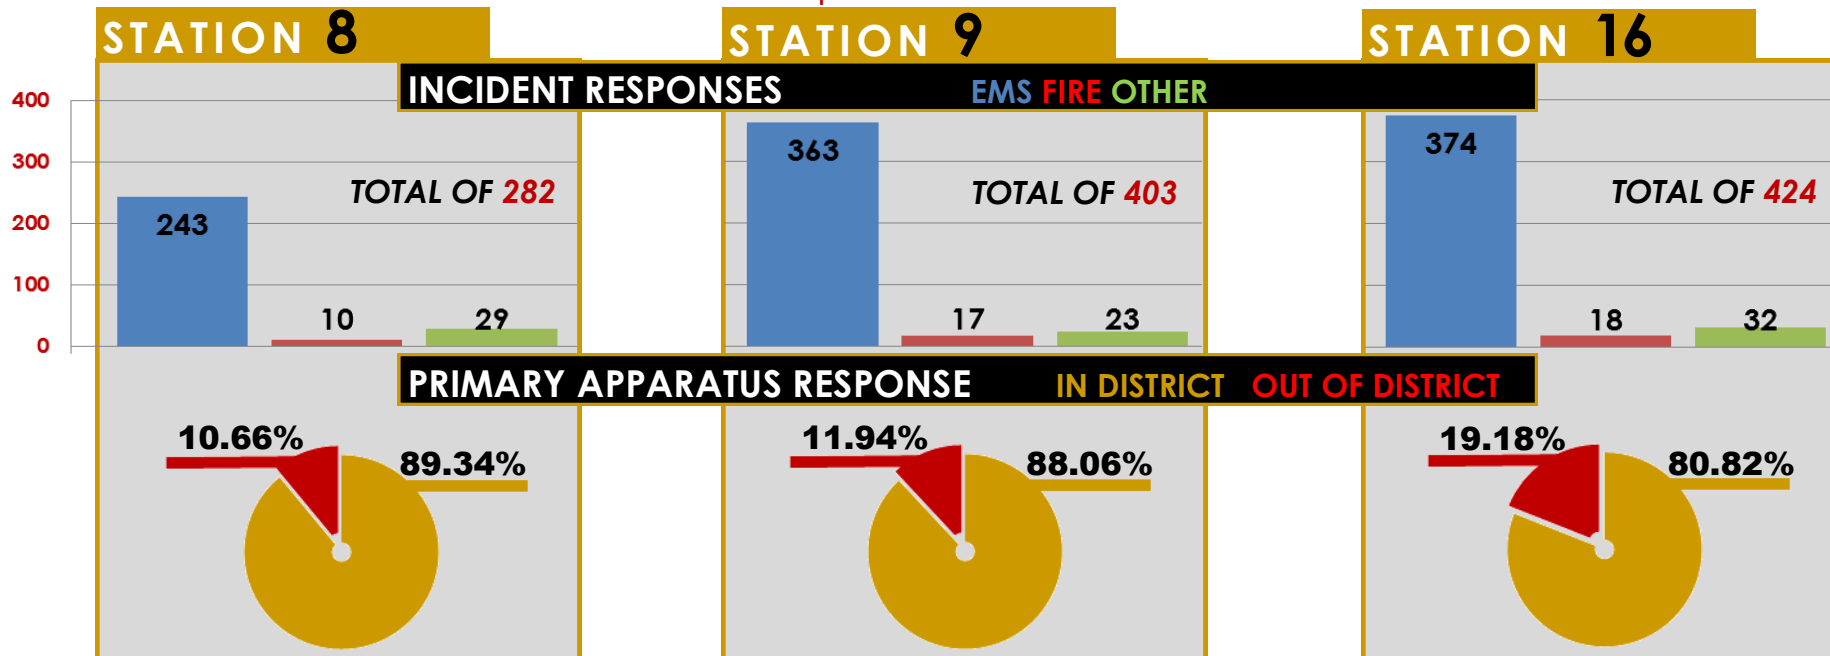 STATION 8
STATION 9
STATION 16
INCIDENT RESPONSES EMS FIRE OTHER
400
300
200
100
0
TOTAL OF 282
243
10
29
TOTAL OF 403
363
17
23
TOTAL OF 424
374
18
32
PRIMARY APPARATUS RESPONSE IN DISTRICT OUT OF DISTRICT
10.66%
89.34%
11.94%
88.06%
19.18%
80.82%